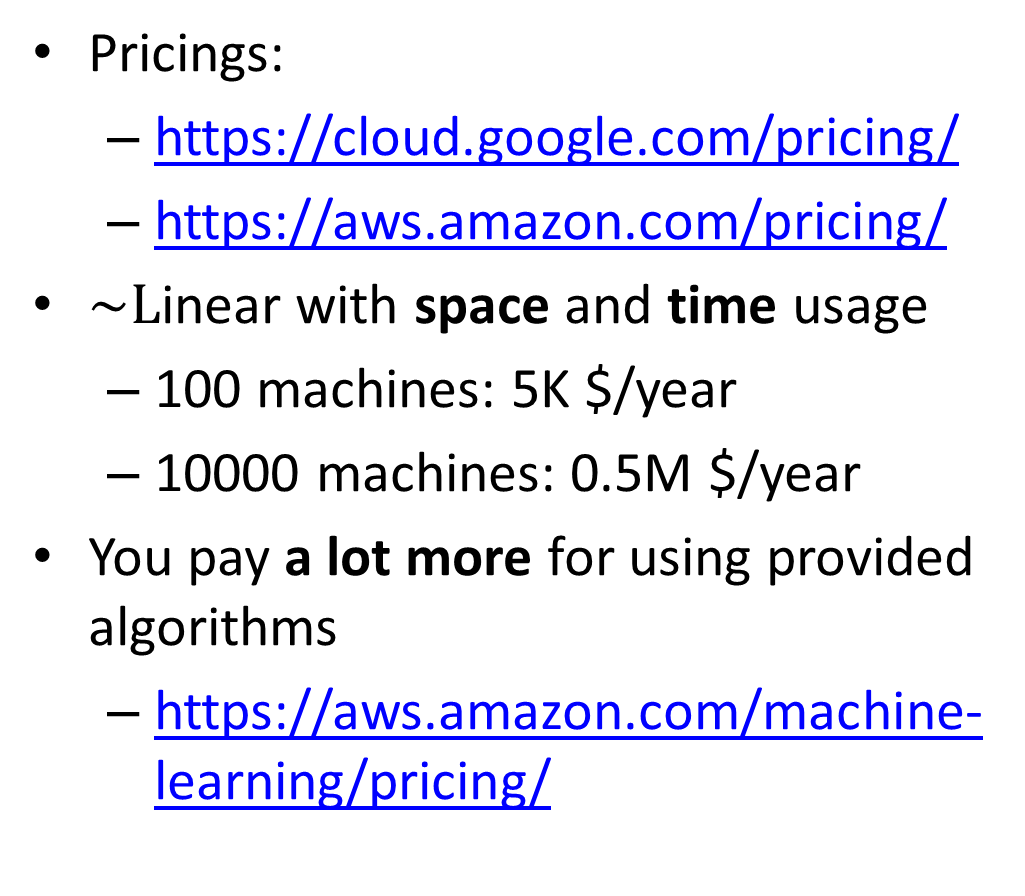 • Pricings:
– https://cloud.google.com/pricing/
– https://aws.amazon.com/pricing/
• ~Linear with space and time usage
– 100 machines: 5K $/year
– 10000 machines: 0.5M $/year
• You pay a lot more for using provided
algorithms
– https://aws.amazon.com/machine-
learning/pricing/